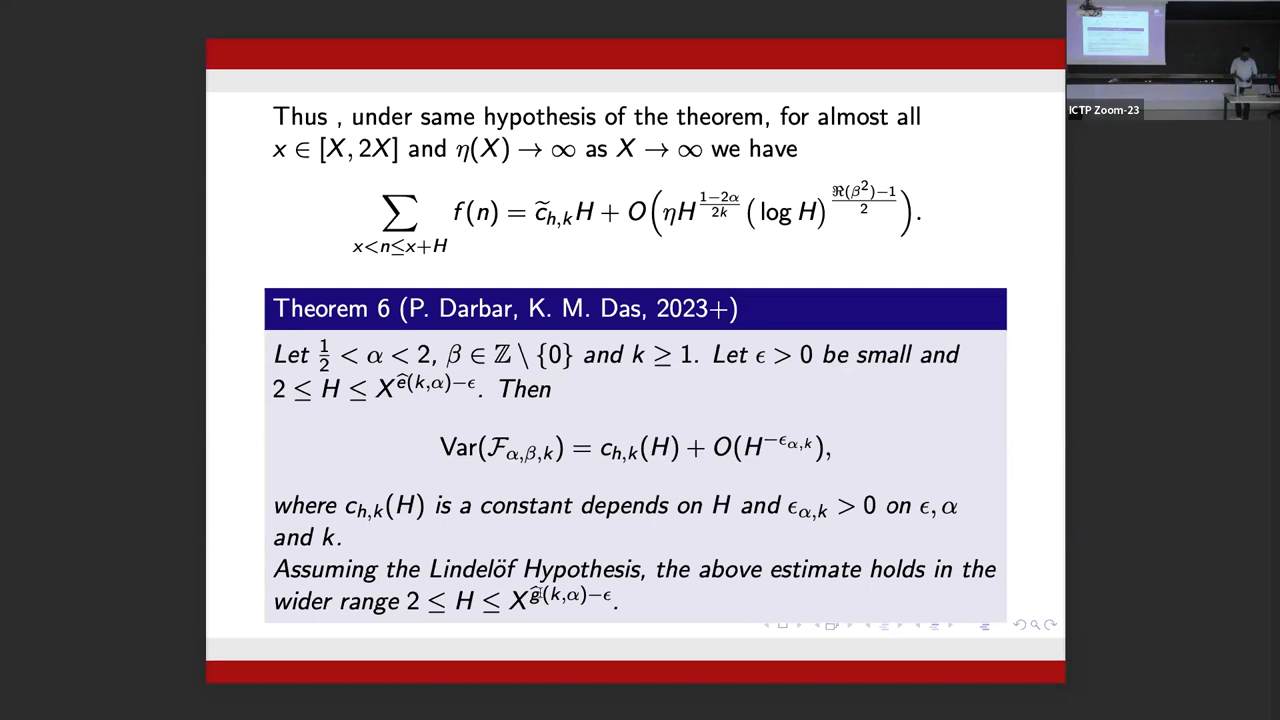 Thus , under same hypothesis of the theorem, for almost all
x ∈ [X, 2X] and η(X) → ∞ as X → ∞ we have
∑_{x<n≤x+H} f(n) = c̃_{h,k}H + O(ηH^{\frac{1−2α}{2k}}(log H)^{\frac{ℜ(β^2)−1}{2}}).
Theorem 6 (P. Darbar, K. M. Das, 2023+)
Let 1/2 < α < 2, β ∈ ℤ \ {0} and k ≥ 1. Let ϵ > 0 be small and
2 ≤ H ≤ X^{ê(k,α)−ϵ}. Then
Var(ℱ_{α,β,k}) = c_{h,k}(H) + O(H^{−ϵ_{α,k}}),
where c_{h,k}(H) is a constant depends on H and ϵ_{α,k} > 0 on ϵ, α
and k.
Assuming the Lindelöf Hypothesis, the above estimate holds in the
wider range 2 ≤ H ≤ X^{g̃(k,α)−ϵ}.
ICTP Zoom-23